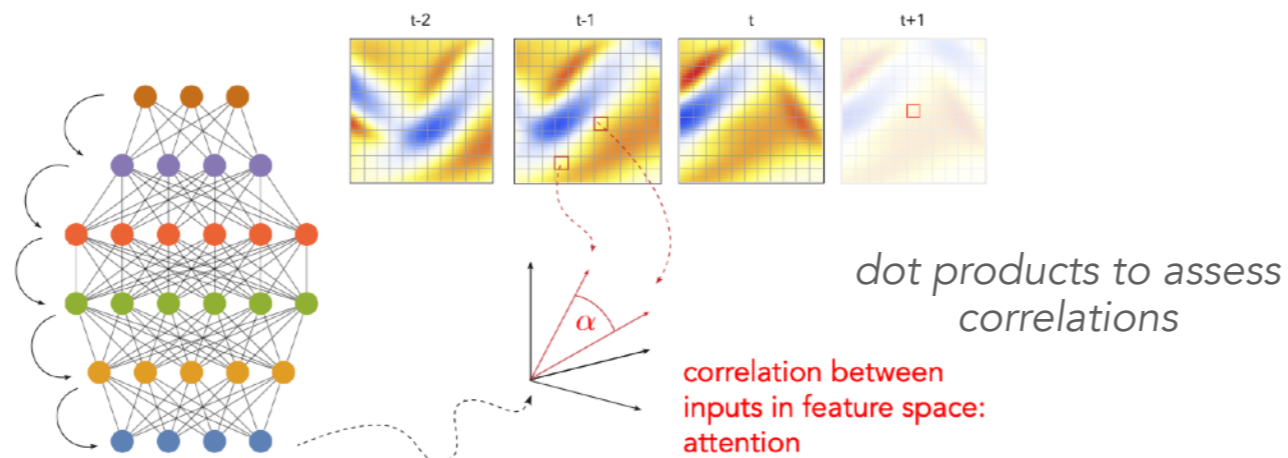 t-2
t-1
t
t+1
α
dot products to assess
correlations
correlation between
inputs in feature space:
attention